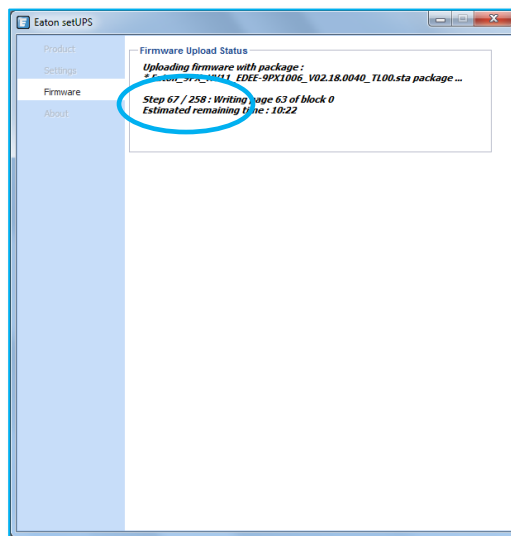 Eaton setUPS
Product
Settings
Firmware
About
Firmware Upload Status
Uploading firmware with package :
* EDEE-9PX1006_V02.18.0040_TL00.sta package ...
Step 67 / 258 : Writing page 63 of block 0
Estimated remaining time : 10:22